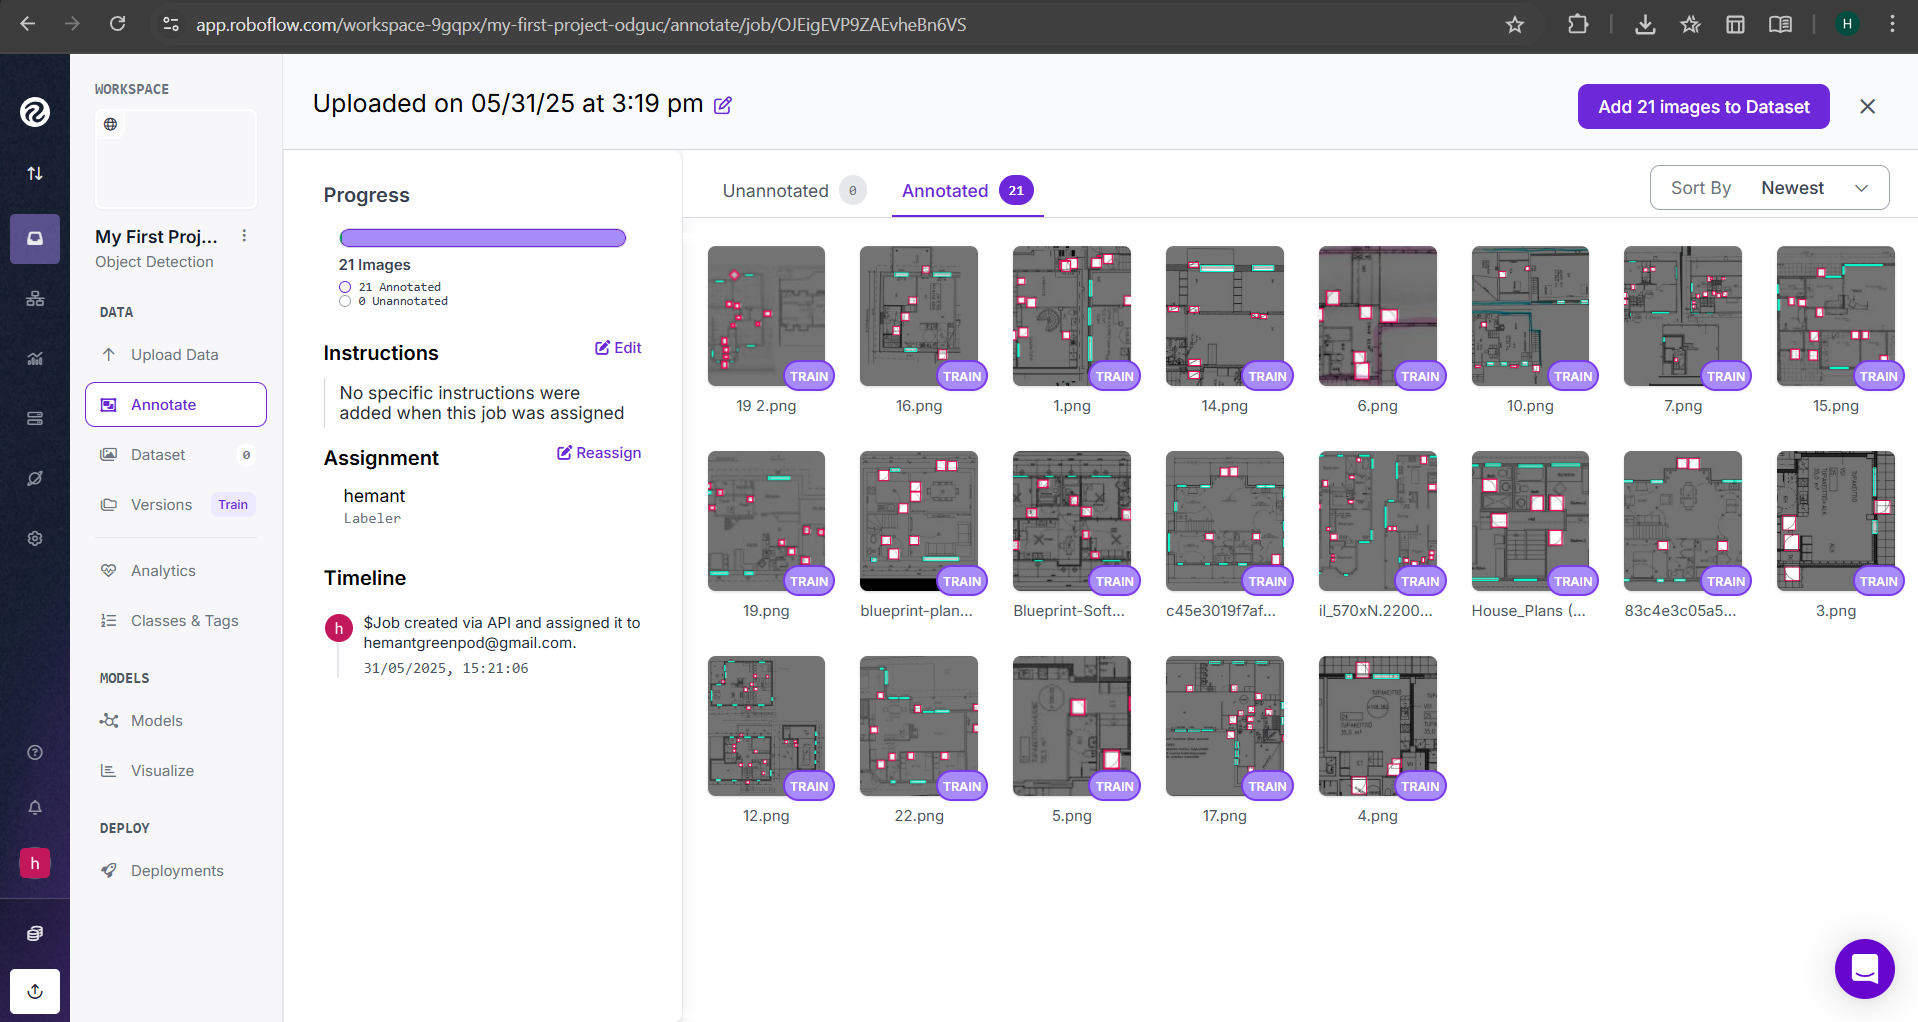 app.roboflow.com/workspace-9gqpx/my-first-project-odguc/annotate/job/OJEigEVP9ZAEvheBn6VS
H
WORKSPACE
My First Proj...
Object Detection
DATA
Upload Data
Annotate
Dataset 0
Versions Train
Analytics
Classes & Tags
MODELS
Models
Visualize
DEPLOY
Deployments
h
Uploaded on 05/31/25 at 3:19 pm
Add 21 images to Dataset
Progress
21 Images
21 Annotated
0 Unannotated
Instructions
Edit
No specific instructions were
added when this job was assigned
Assignment
Reassign
hemant
Labeler
Timeline
h
$Job created via API and assigned it to
hemantgreenpod@gmail.com.
31/05/2025, 15:21:06
Unannotated 0
Annotated 21
Sort By Newest
TRAIN TRAIN TRAIN TRAIN TRAIN TRAIN TRAIN TRAIN
19 2.png 16.png 1.png 14.png 6.png 10.png 7.png 15.png
TRAIN TRAIN TRAIN TRAIN TRAIN TRAIN TRAIN TRAIN
19.png blueprint-plan... Blueprint-Soft... c45e3019f7af... il_570xN.2200... House_Plans (... 83c4e3c05a5... 3.png
TRAIN TRAIN TRAIN TRAIN TRAIN
12.png 22.png 5.png 17.png 4.png